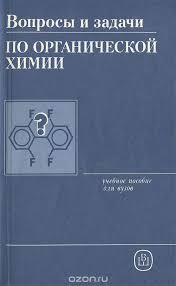 Вопросы и задачи
ПО ОРГАНИЧЕСКОЙ
ХИМИИ
F F
?
F F
учебное пособие
для вузов
ozon.ru